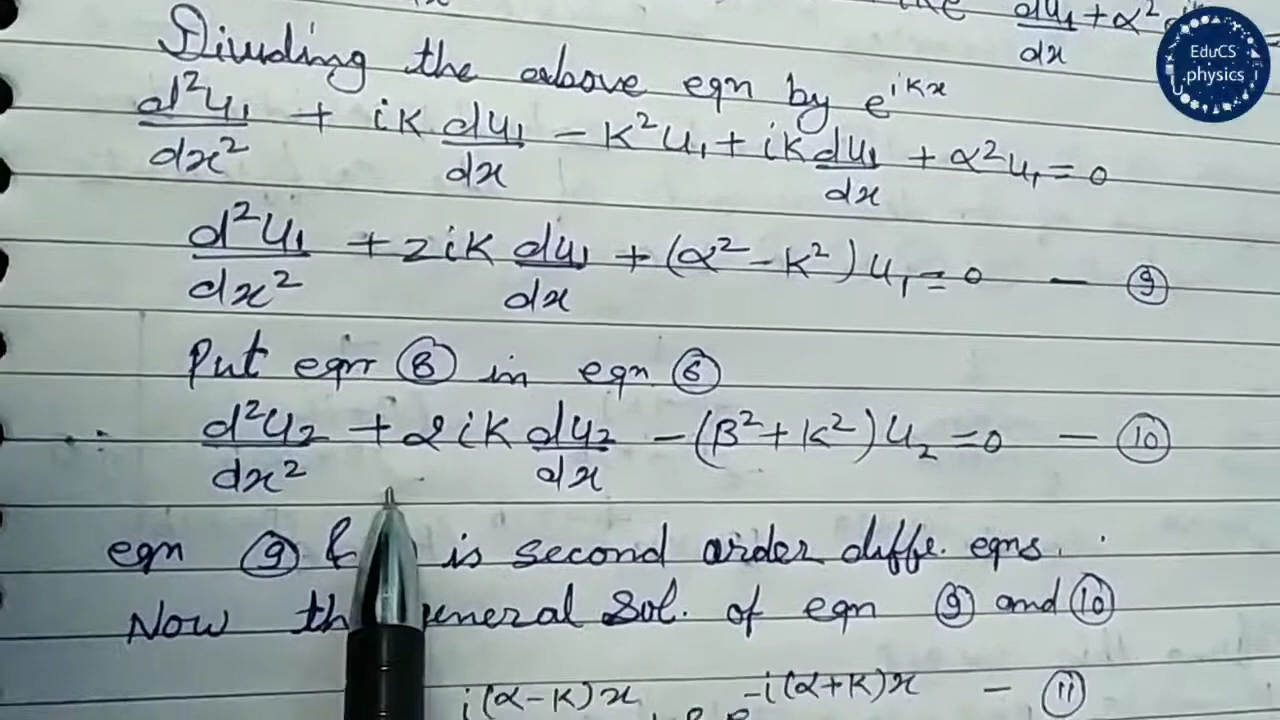 du₁/dx + α²
EduCS
.physics
Dividing the above eqn by e^{ikx}
d²u₁/dx² + ik du₁/dx - k²u₁ + ik du₁/dx + α²u₁ = 0
d²u₁/dx² + 2ik du₁/dx + (α² - k²)u₁ = 0 — ⑨
Put eqn ⑧ in eqn ⑥
∴ d²u₂/dx² + 2ik du₂/dx - (β² + k²)u₂ = 0 — ⑩
eqn ⑨ & is second order diffe. eqns.
Now general Sol. of eqn ⑨ and ⑩
i(α-k)x -i(α+k)x — ⑪